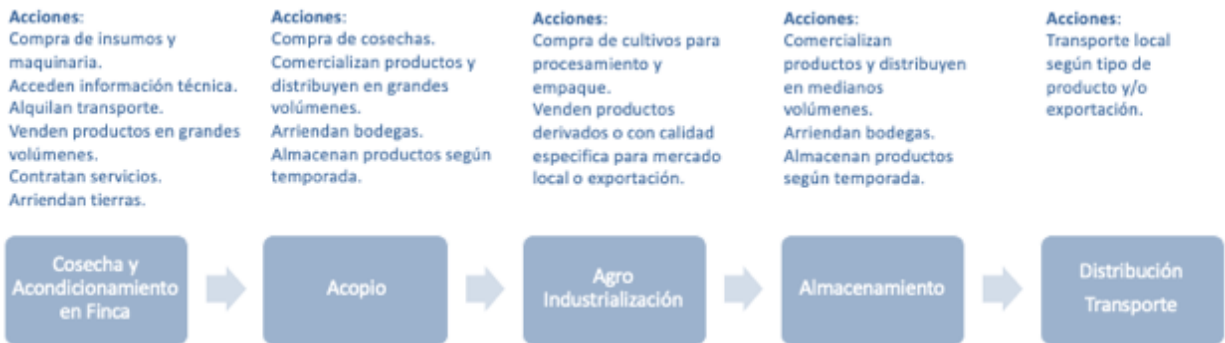 Acciones:
Compra de insumos y
maquinaria.
Acceden información técnica.
Alquilan transporte.
Venden productos en grandes
volúmenes.
Contratan servicios.
Arriendan tierras.
Acciones:
Compra de cosechas.
Comercializan productos y
distribuyen en grandes
volúmenes.
Arriendan bodegas.
Almacenan productos según
temporada.
Acciones:
Compra de cultivos para
procesamiento y
empaque.
Venden productos
derivados o con calidad
especifica para mercado
local o exportación.
Acciones:
Comercializan
productos y distribuyen
en medianos
volúmenes.
Arriendan bodegas.
Almacenan productos
según temporada.
Acciones:
Transporte local
según tipo de
producto y/o
exportación.
Cosecha y
Acondicionamiento
en Finca
Acopio
Agro
Industrialización
Almacenamiento
Distribución
Transporte